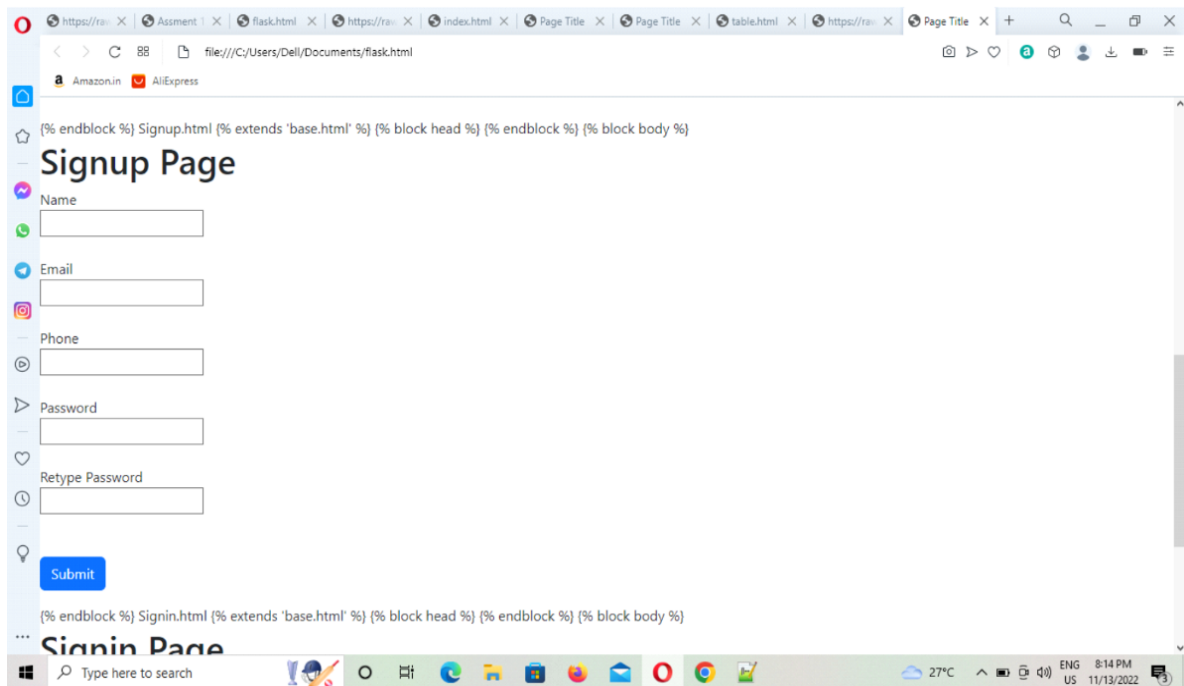 https://rav
Assment 1
flask.html
https://rav
index.html
Page Title
Page Title
table.html
https://rav
Page Title
file:///C:/Users/Dell/Documents/flask.html
Amazon.in AliExpress
{% endblock %} Signup.html {% extends 'base.html' %} {% block head %} {% endblock %} {% block body %}
Signup Page
Name
Email
Phone
Password
Retype Password
Submit
{% endblock %} Signin.html {% extends 'base.html' %} {% block head %} {% endblock %} {% block body %}
Signin Page
Type here to search
27°C
ENG
US
8:14 PM
11/13/2022